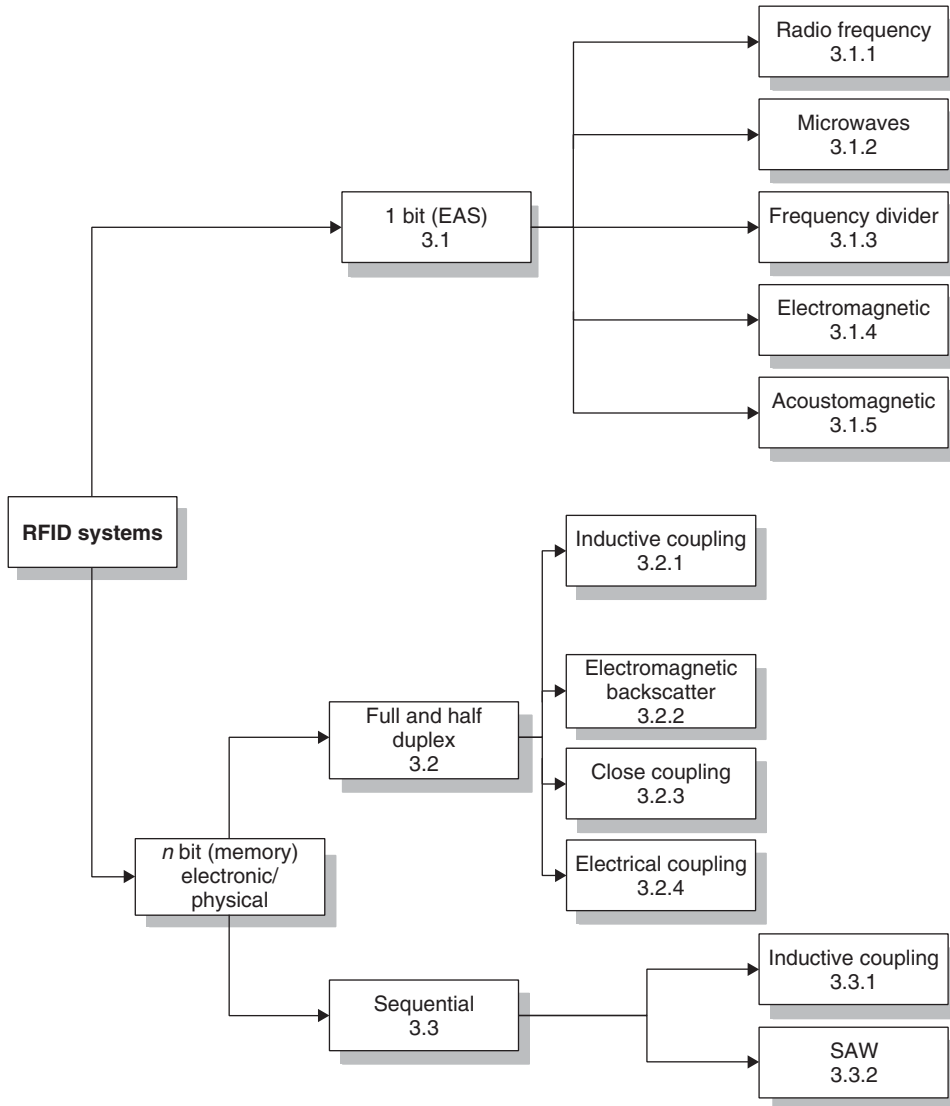 Radio frequency
3.1.1
Microwaves
3.1.2
1 bit (EAS)
3.1
Frequency divider
3.1.3
Electromagnetic
3.1.4
Acoustomagnetic
3.1.5
RFID systems
Inductive coupling
3.2.1
Electromagnetic
backscatter
3.2.2
Full and half
duplex
3.2
Close coupling
3.2.3
n bit (memory)
electronic/
physical
Electrical coupling
3.2.4
Inductive coupling
3.3.1
Sequential
3.3
SAW
3.3.2